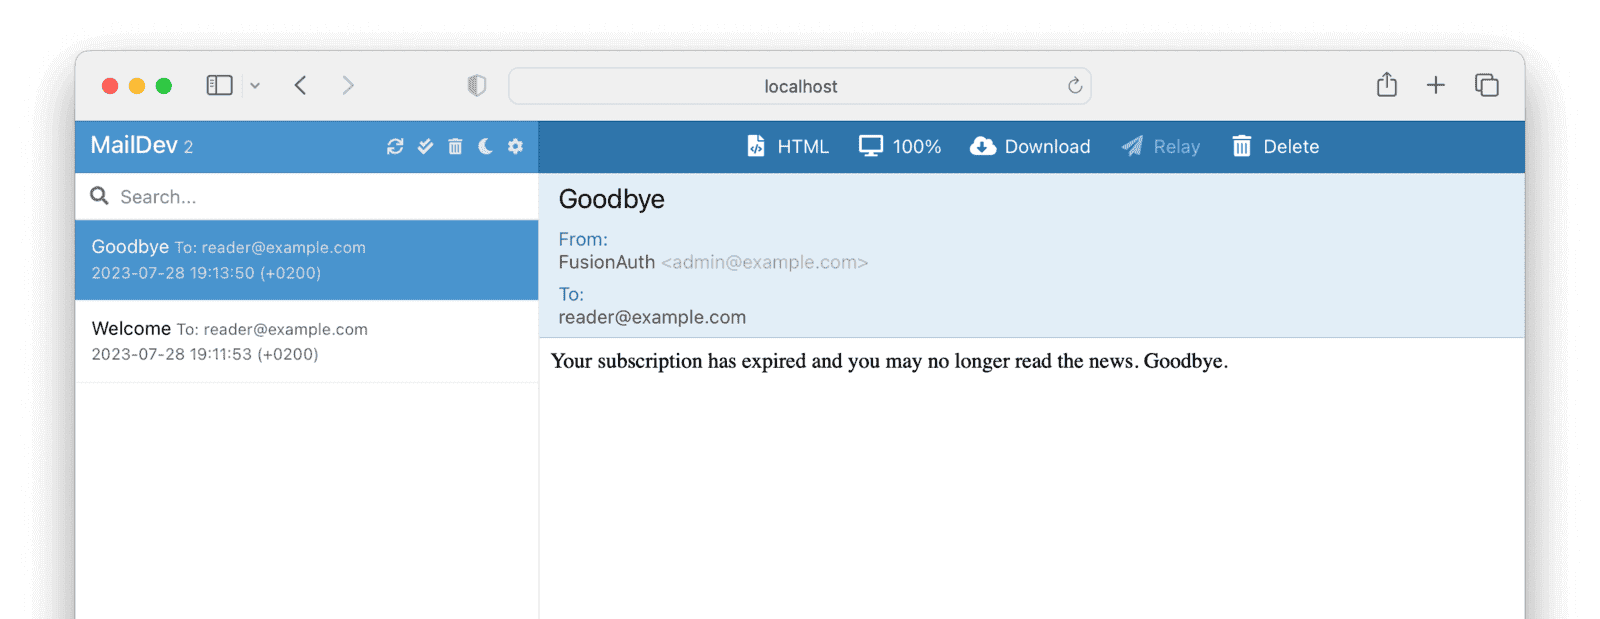 localhost
MailDev 2
HTML 100% Download Relay Delete
Search...
Goodbye To: reader@example.com
2023-07-28 19:13:50 (+0200)
Welcome To: reader@example.com
2023-07-28 19:11:53 (+0200)
Goodbye
From:
FusionAuth <admin@example.com>
To:
reader@example.com
Your subscription has expired and you may no longer read the news. Goodbye.